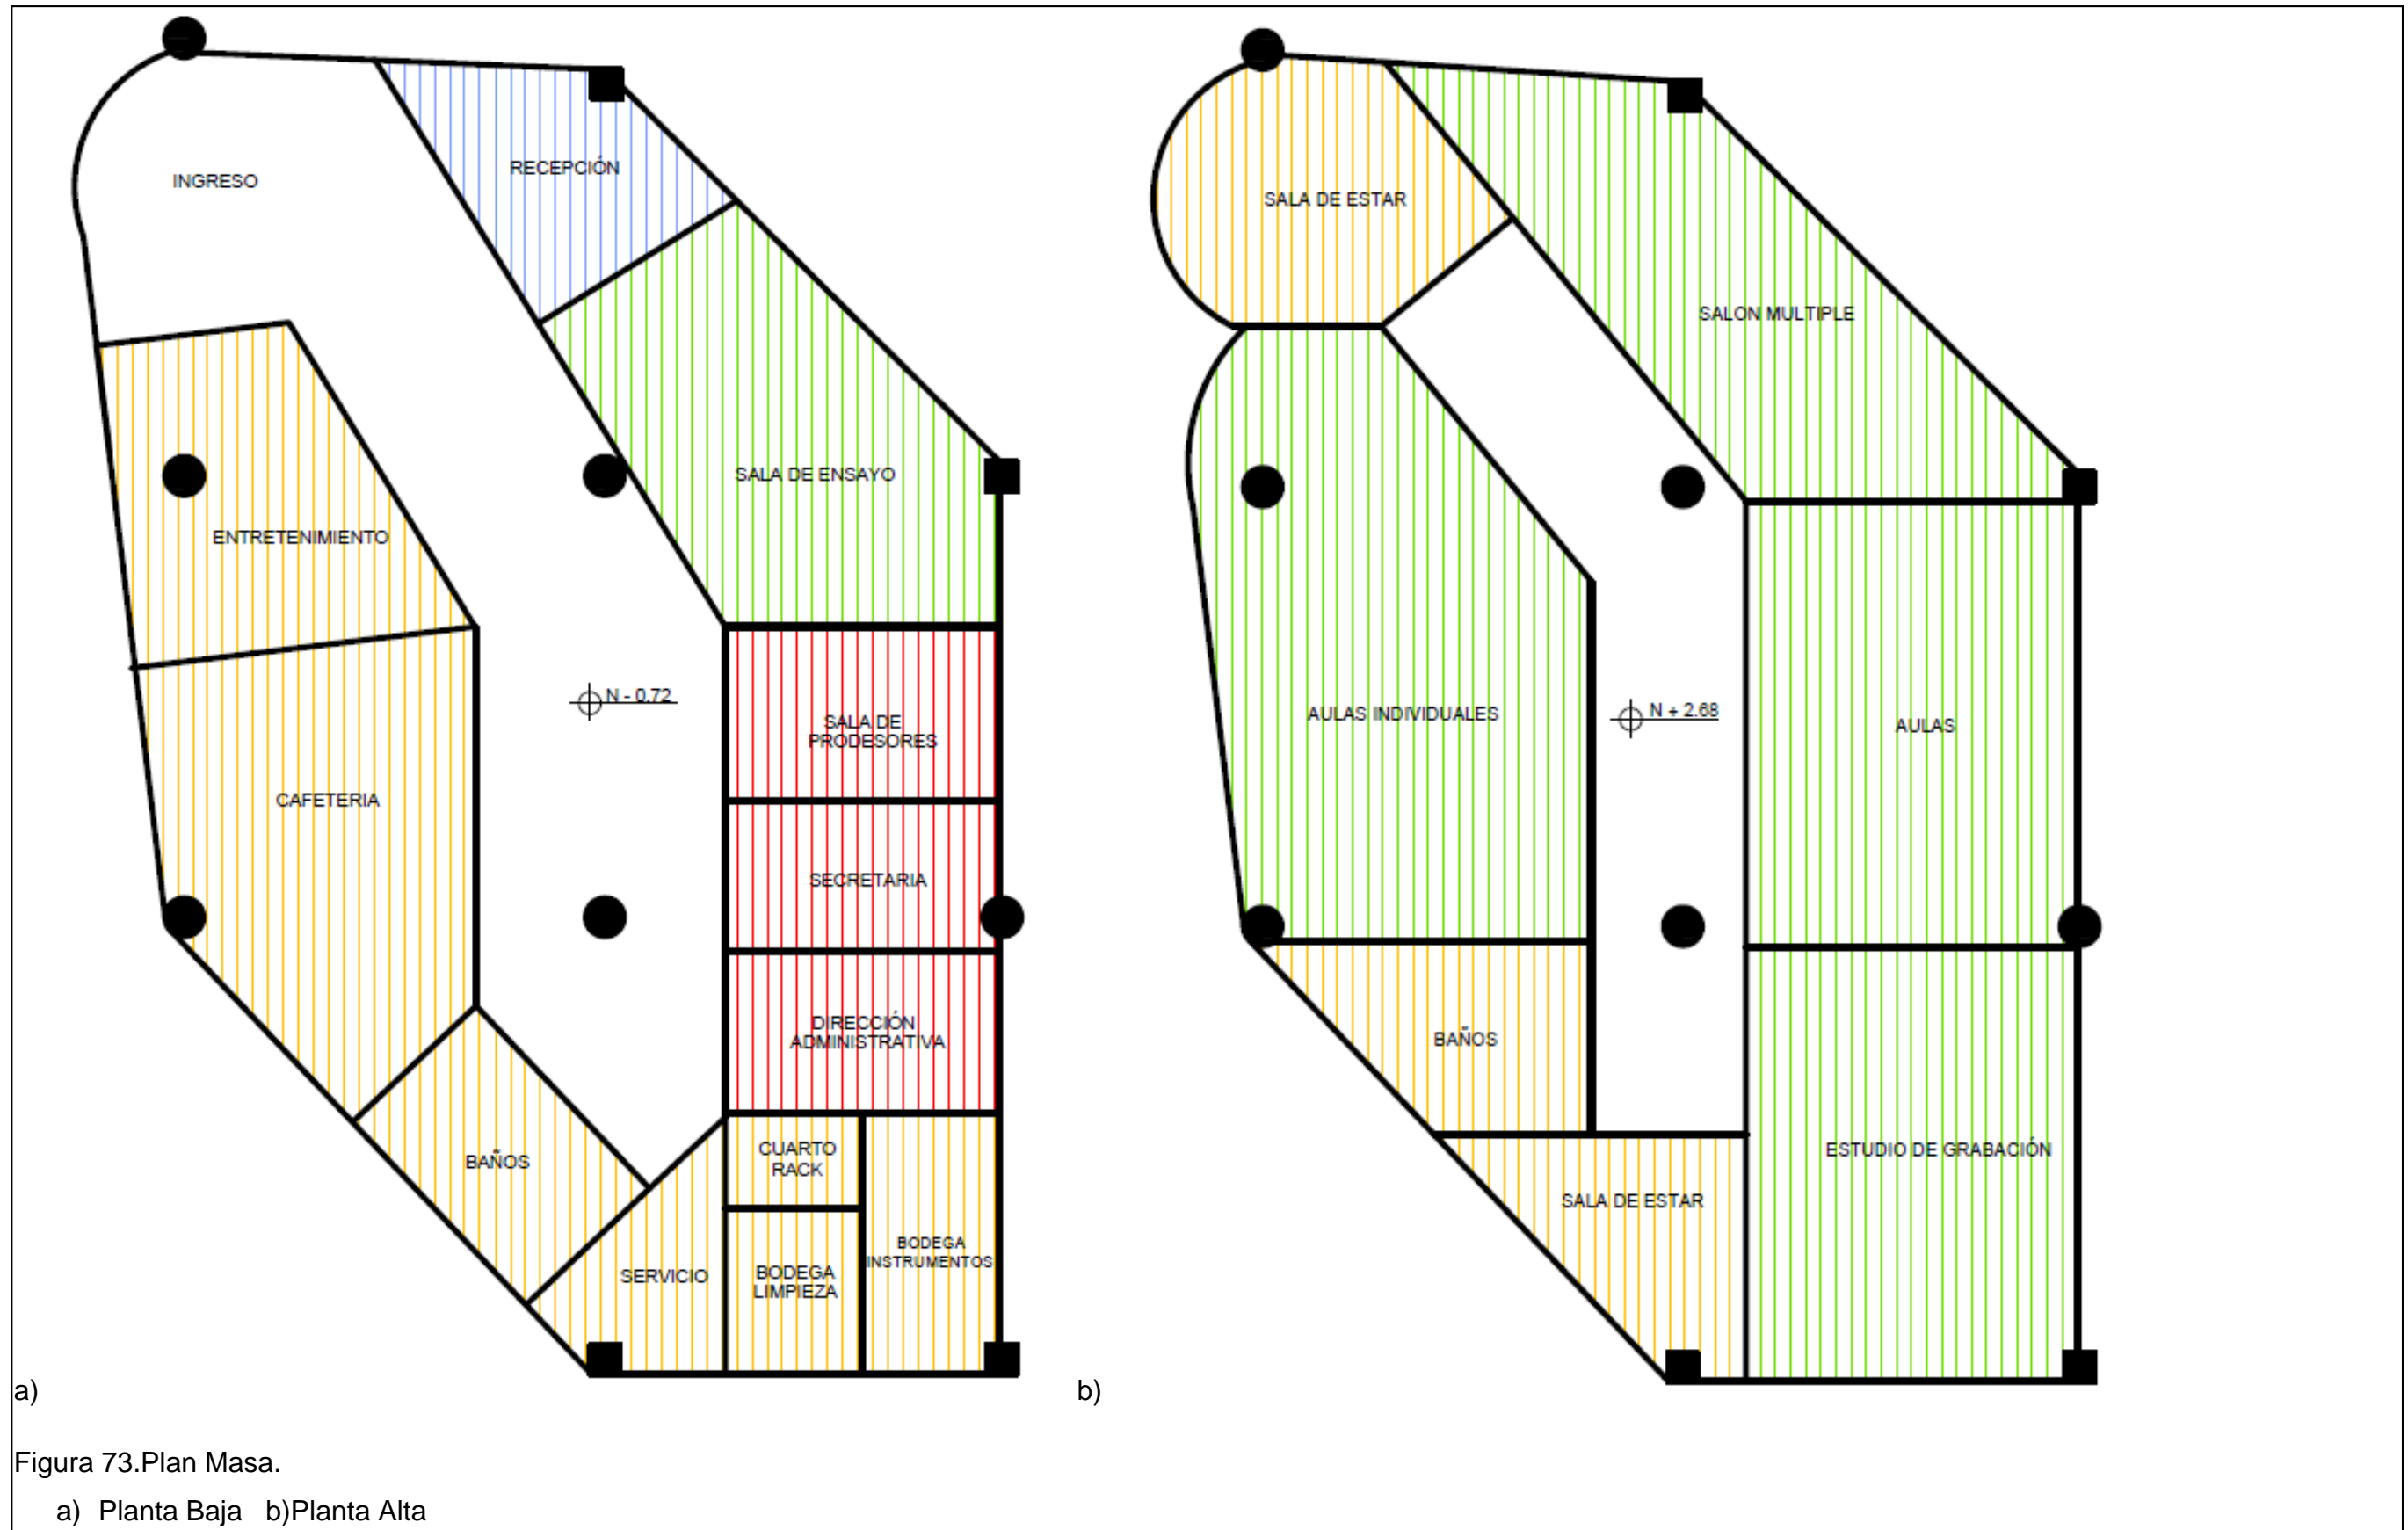 INGRESO
RECEPCIÓN
SALA DE ENSAYO
ENTRETENIMIENTO
N - 0.72
SALA DE
PRODESORES
CAFETERIA
SECRETARIA
DIRECCIÓN
ADMINISTRATIVA
CUARTO
RACK
BAÑOS
BODEGA
INSTRUMENTOS
SERVICIO
BODEGA
LIMPIEZA
a)
SALA DE ESTAR
SALON MULTIPLE
AULAS INDIVIDUALES
N + 2.68
AULAS
BAÑOS
ESTUDIO DE GRABACIÓN
SALA DE ESTAR
b)
Figura 73.Plan Masa.
a) Planta Baja b)Planta Alta